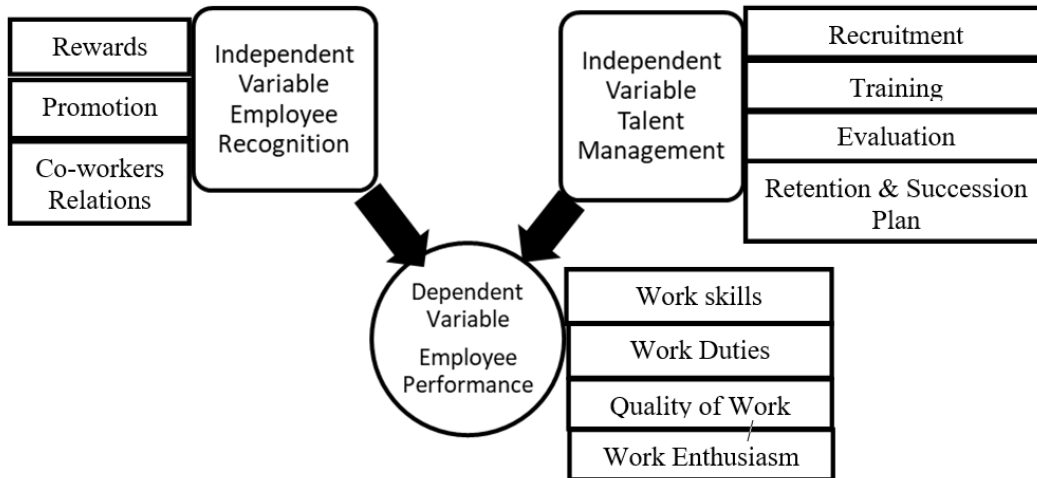 Rewards
Promotion
Co-workers
Relations
Independent
Variable
Employee
Recognition
Independent
Variable
Talent
Management
Recruitment
Training
Evaluation
Retention & Succession
Plan
Dependent
Variable
Employee
Performance
Work skills
Work Duties
Quality of Work
Work Enthusiasm